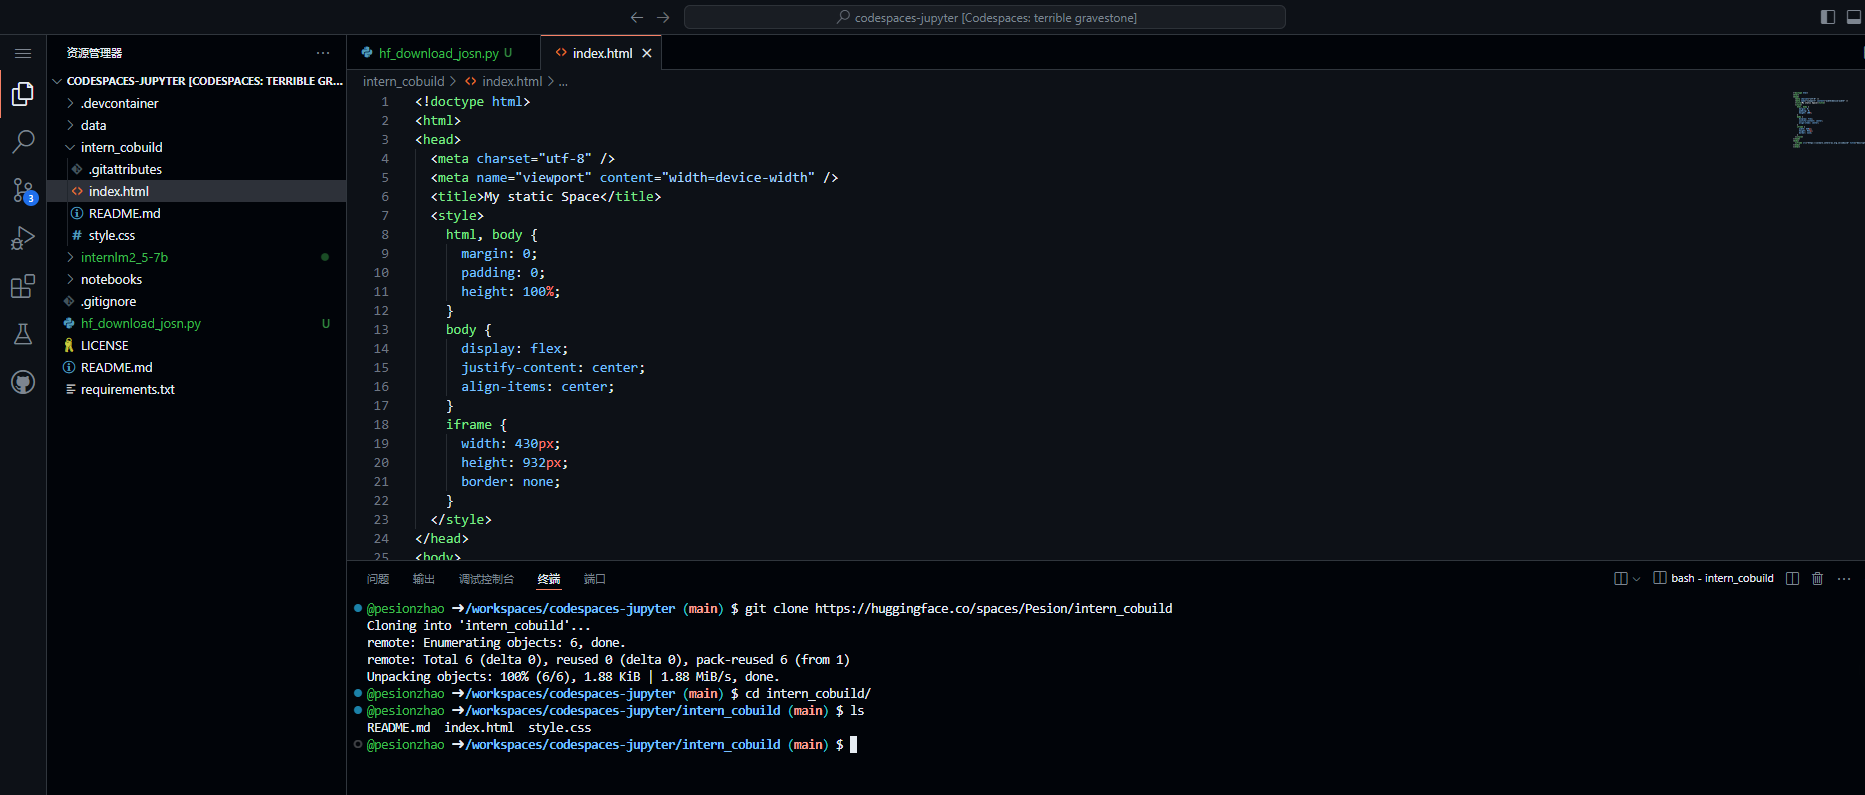 codespaces-jupyter [Codespaces: terrible gravestone]
资源管理器
CODESPACES-JUPYTER [CODESPACES: TERRIBLE GR...
.devcontainer
data
intern_cobuild
.gitattributes
index.html
README.md
style.css
internlm2_5-7b
notebooks
.gitignore
hf_download_josn.py U
LICENSE
README.md
requirements.txt
3
hf_download_josn.py U
index.html
intern_cobuild > index.html > ...
1 <!doctype html>
2 <html>
3 <head>
4 <meta charset="utf-8" />
5 <meta name="viewport" content="width=device-width" />
6 <title>My static Space</title>
7 <style>
8 html, body {
9 margin: 0;
10 padding: 0;
11 height: 100%;
12 }
13 body {
14 display: flex;
15 justify-content: center;
16 align-items: center;
17 }
18 iframe {
19 width: 430px;
20 height: 932px;
21 border: none;
22 }
23 </style>
24 </head>
25 <body>
问题 输出 调试控制台 终端 端口
bash - intern_cobuild
@pesionzhao ➜/workspaces/codespaces-jupyter (main) $ git clone https://huggingface.co/spaces/Pesion/intern_cobuild
Cloning into 'intern_cobuild'...
remote: Enumerating objects: 6, done.
remote: Total 6 (delta 0), reused 0 (delta 0), pack-reused 6 (from 1)
Unpacking objects: 100% (6/6), 1.88 KiB | 1.88 MiB/s, done.
@pesionzhao ➜/workspaces/codespaces-jupyter (main) $ cd intern_cobuild/
@pesionzhao ➜/workspaces/codespaces-jupyter/intern_cobuild (main) $ ls
README.md index.html style.css
@pesionzhao ➜/workspaces/codespaces-jupyter/intern_cobuild (main) $